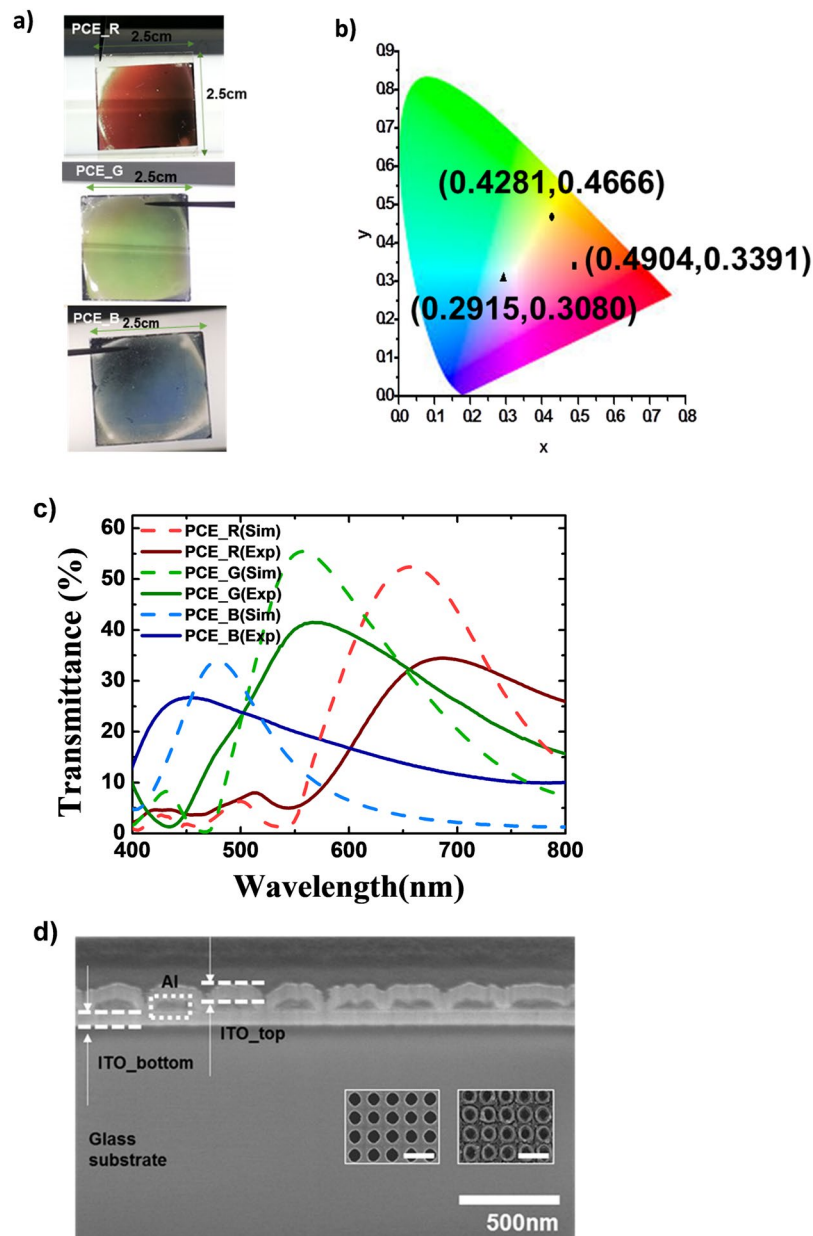 a)
PCE_R
2.5cm
2.5cm
PCE_G
2.5cm
PCE_B
2.5cm
b)
0.9
0.8
0.7
0.6
0.5
0.4
0.3
0.2
0.1
0.0
y
(0.4281,0.4666)
(0.4904,0.3391)
(0.2915,0.3080)
0.0 0.1 0.2 0.3 0.4 0.5 0.6 0.7 0.8
x
c)
Transmittance (%)
60
50
40
30
20
10
0
PCE_R(Sim)
PCE_R(Exp)
PCE_G(Sim)
PCE_G(Exp)
PCE_B(Sim)
PCE_B(Exp)
400 500 600 700 800
Wavelength(nm)
d)
Al
ITO_top
ITO_bottom
Glass
substrate
500nm